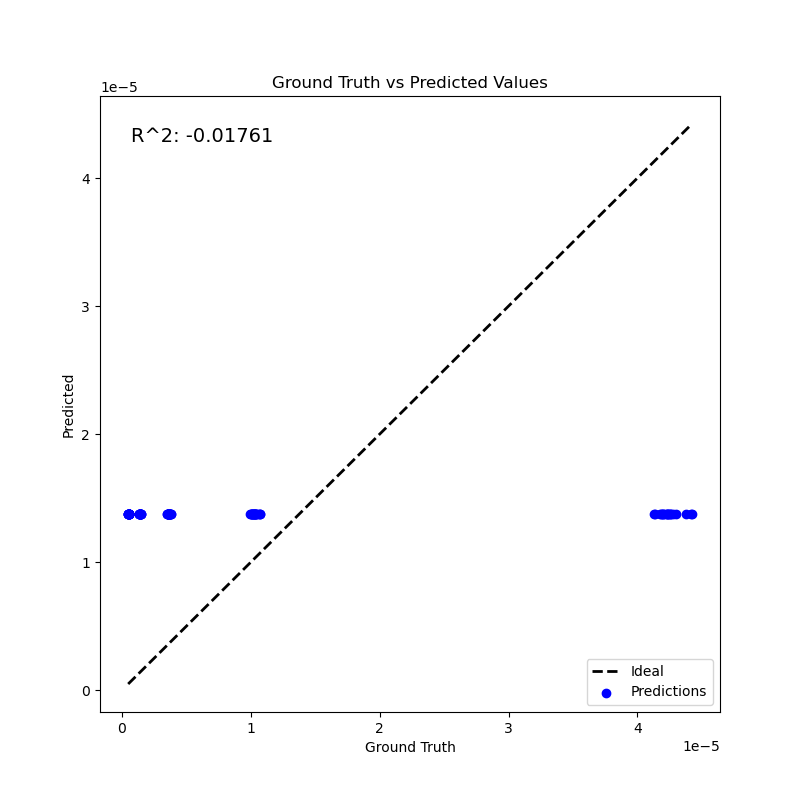 Ground Truth vs Predicted Values
1e−5
R^2: -0.01761
4
3
2
1
0
Predicted
Ideal
Predictions
0 1 2 3 4
1e−5
Ground Truth